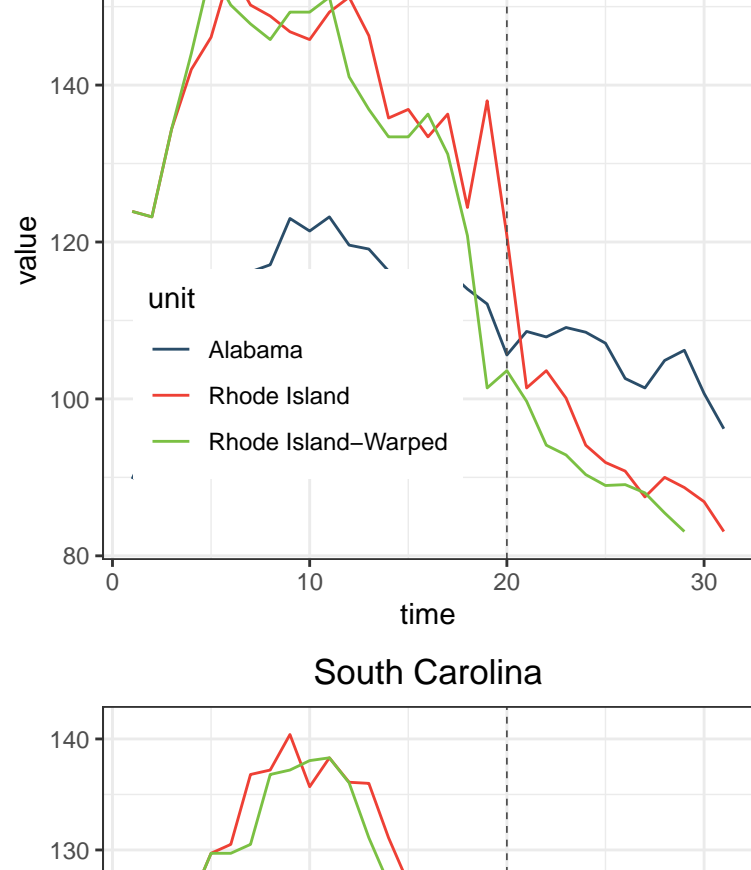 140
120
100
80
value
unit
Alabama
Rhode Island
Rhode Island−Warped
0 10 20 30
time
South Carolina
140
130